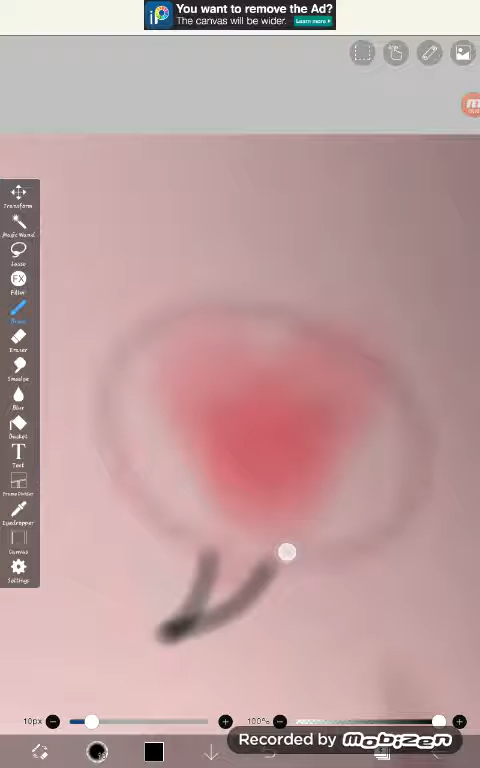 You want to remove the Ad?
The canvas will be wider.
Learn more ▸
Transform
Magic Wand
Lasso
FX
Filter
Brush
Eraser
Smudge
Blur
Bucket
T
Text
Frame Divider
Eyedropper
Canvas
Settings
10px
100%
Recorded by mobizen